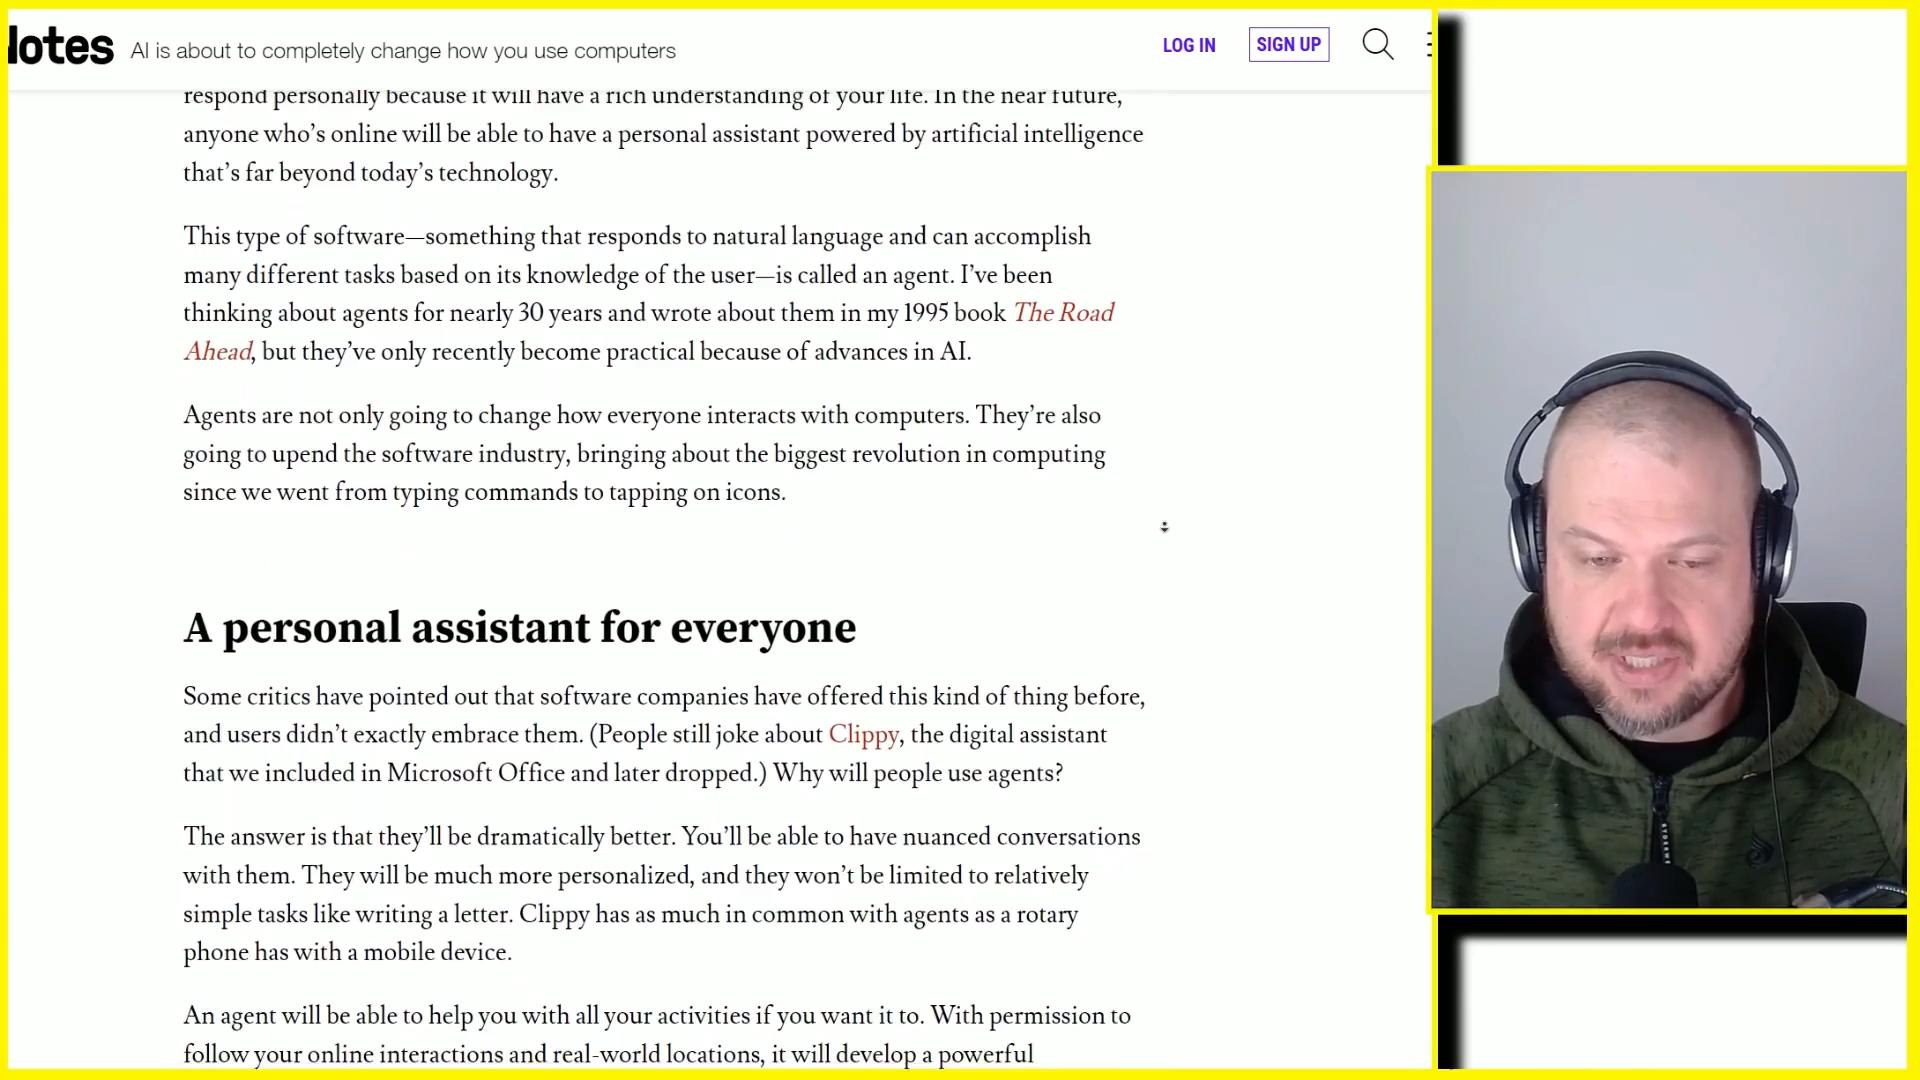 Notes AI is about to completely change how you use computers LOG IN SIGN UP
respond personally because it will have a rich understanding of your life. In the near future,
anyone who’s online will be able to have a personal assistant powered by artificial intelligence
that’s far beyond today’s technology.
This type of software—something that responds to natural language and can accomplish
many different tasks based on its knowledge of the user—is called an agent. I’ve been
thinking about agents for nearly 30 years and wrote about them in my 1995 book The Road
Ahead, but they’ve only recently become practical because of advances in AI.
Agents are not only going to change how everyone interacts with computers. They’re also
going to upend the software industry, bringing about the biggest revolution in computing
since we went from typing commands to tapping on icons.
A personal assistant for everyone
Some critics have pointed out that software companies have offered this kind of thing before,
and users didn’t exactly embrace them. (People still joke about Clippy, the digital assistant
that we included in Microsoft Office and later dropped.) Why will people use agents?
The answer is that they’ll be dramatically better. You’ll be able to have nuanced conversations
with them. They will be much more personalized, and they won’t be limited to relatively
simple tasks like writing a letter. Clippy has as much in common with agents as a rotary
phone has with a mobile device.
An agent will be able to help you with all your activities if you want it to. With permission to
follow your online interactions and real-world locations, it will develop a powerful